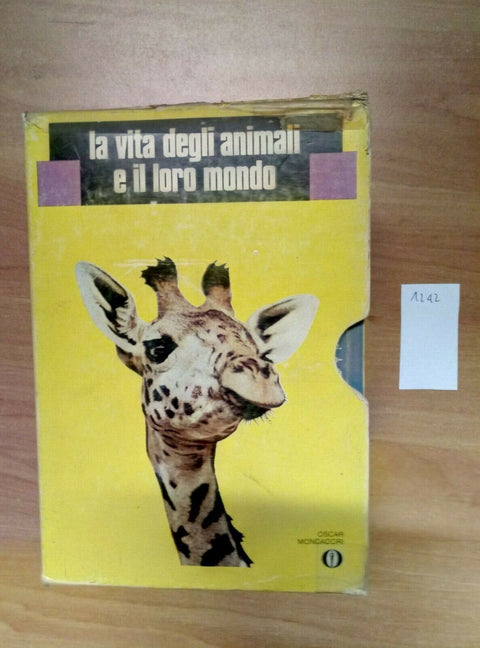 la vita degli animali
e il loro mondo
1242
OSCAR
MONDADORI